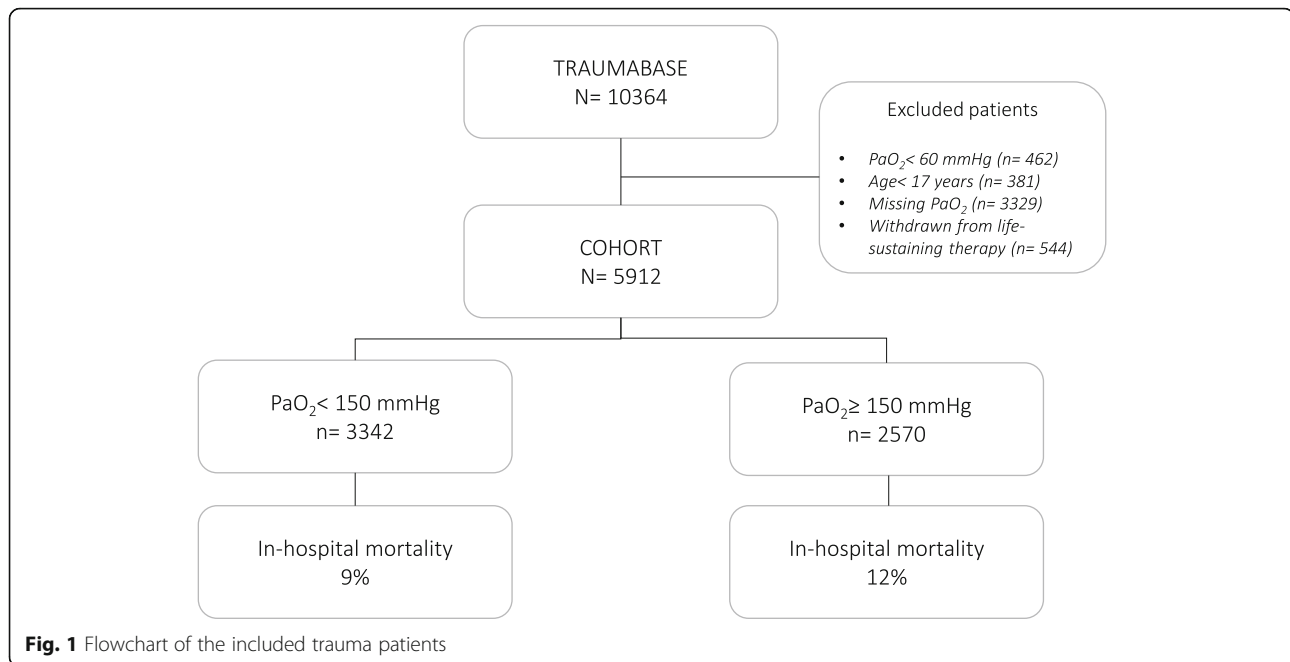 TRAUMABASE
N= 10364
Excluded patients
• PaO₂< 60 mmHg (n= 462)
• Age< 17 years (n= 381)
• Missing PaO₂ (n= 3329)
• Withdrawn from life-
sustaining therapy (n= 544)
COHORT
N= 5912
PaO₂< 150 mmHg
n= 3342
PaO₂≥ 150 mmHg
n= 2570
In-hospital mortality
9%
In-hospital mortality
12%
Fig. 1 Flowchart of the included trauma patients